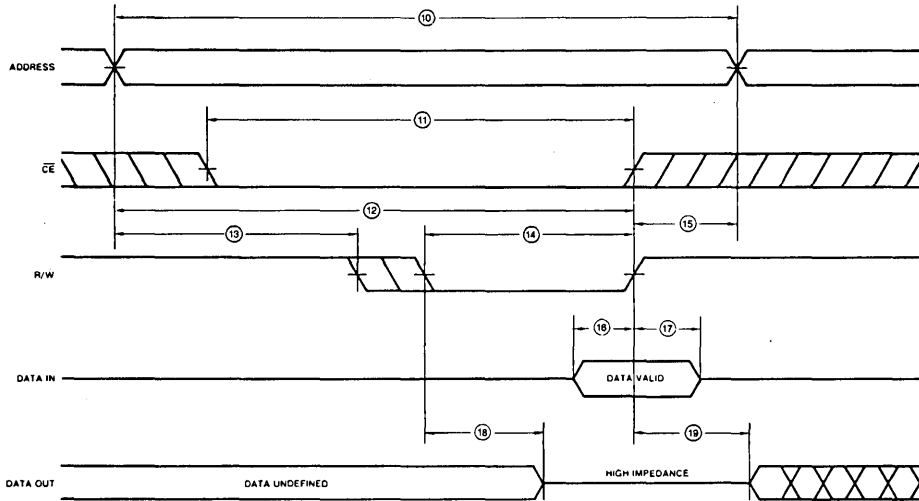 ⑩
ADDRESS
⑪
CE
⑫
⑬ ⑭ ⑮
R/W
⑯ ⑰
DATA IN DATA VALID
⑱ ⑲
DATA OUT DATA UNDEFINED HIGH IMPEDANCE